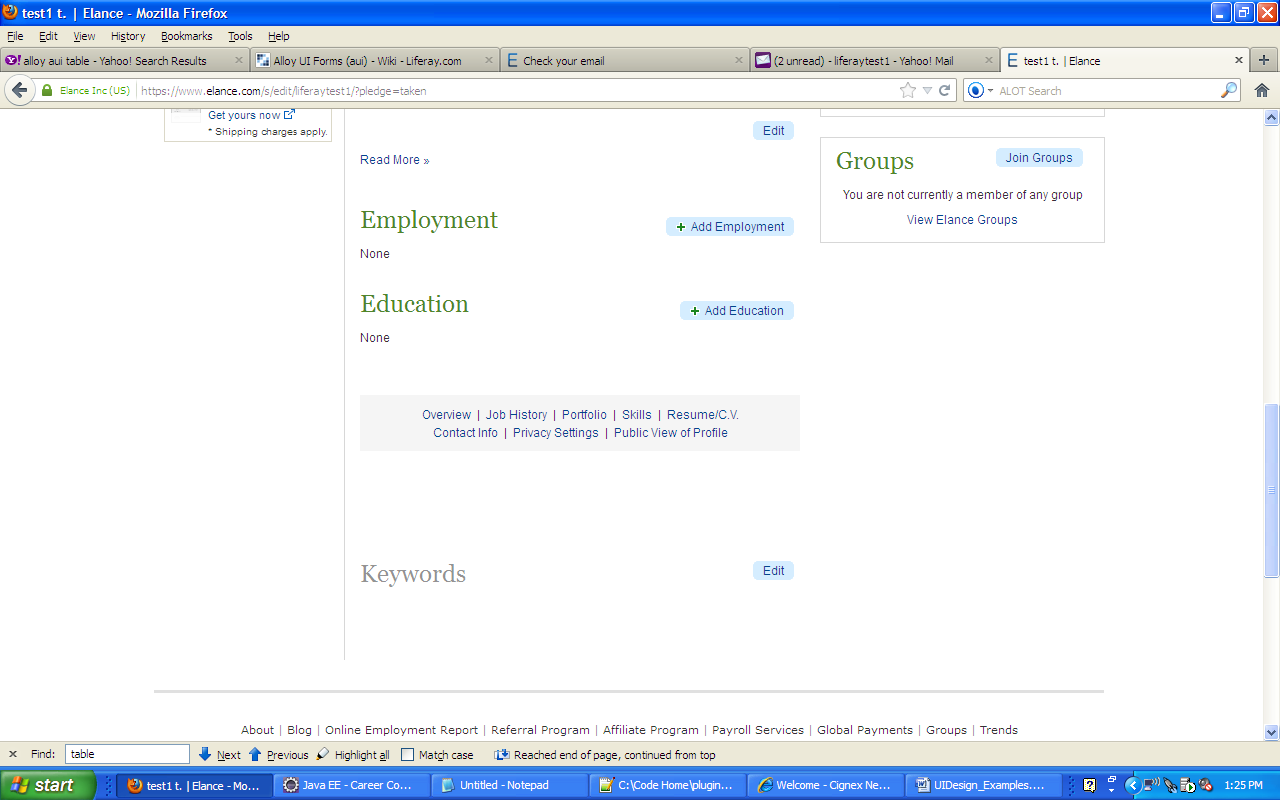 test1 t. | Elance - Mozilla Firefox
File Edit View History Bookmarks Tools Help
alloy aui table - Yahoo! Search Results
Alloy UI Forms (aui) - Wiki - Liferay.com
Check your email
(2 unread) - liferaytest1 - Yahoo! Mail
test1 t. | Elance
Elance Inc (US) https://www.elance.com/s/edit/liferaytest1/?pledge=taken
ALOT Search
Get yours now
* Shipping charges apply.
Edit
Read More »
Employment
+ Add Employment
None
Education
+ Add Education
None
Overview | Job History | Portfolio | Skills | Resume/C.V.
Contact Info | Privacy Settings | Public View of Profile
Keywords
Edit
Groups
Join Groups
You are not currently a member of any group
View Elance Groups
About | Blog | Online Employment Report | Referral Program | Affiliate Program | Payroll Services | Global Payments | Groups | Trends
Find: table Next Previous Highlight all Match case Reached end of page, continued from top
start
test1 t. | Elance - Mo...
Java EE - Career Co...
Untitled - Notepad
C:\Code Home\plugin...
Welcome - Cignex Ne...
UIDesign_Examples....
1:25 PM